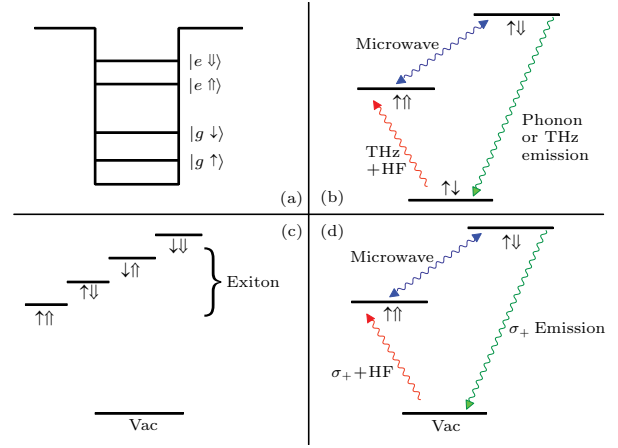 |e ⇓⟩
|e ⇑⟩
|g ↓⟩
|g ↑⟩
(a)
(b)
↑⇓
Microwave
↑⇑
THz
+HF
Phonon
or THz
emission
↑↓
(c)
↓⇓
↓⇑
↑⇓
↑⇑
Exiton
Vac
(d)
↑⇓
Microwave
↑⇑
σ+ Emission
σ+ +HF
Vac